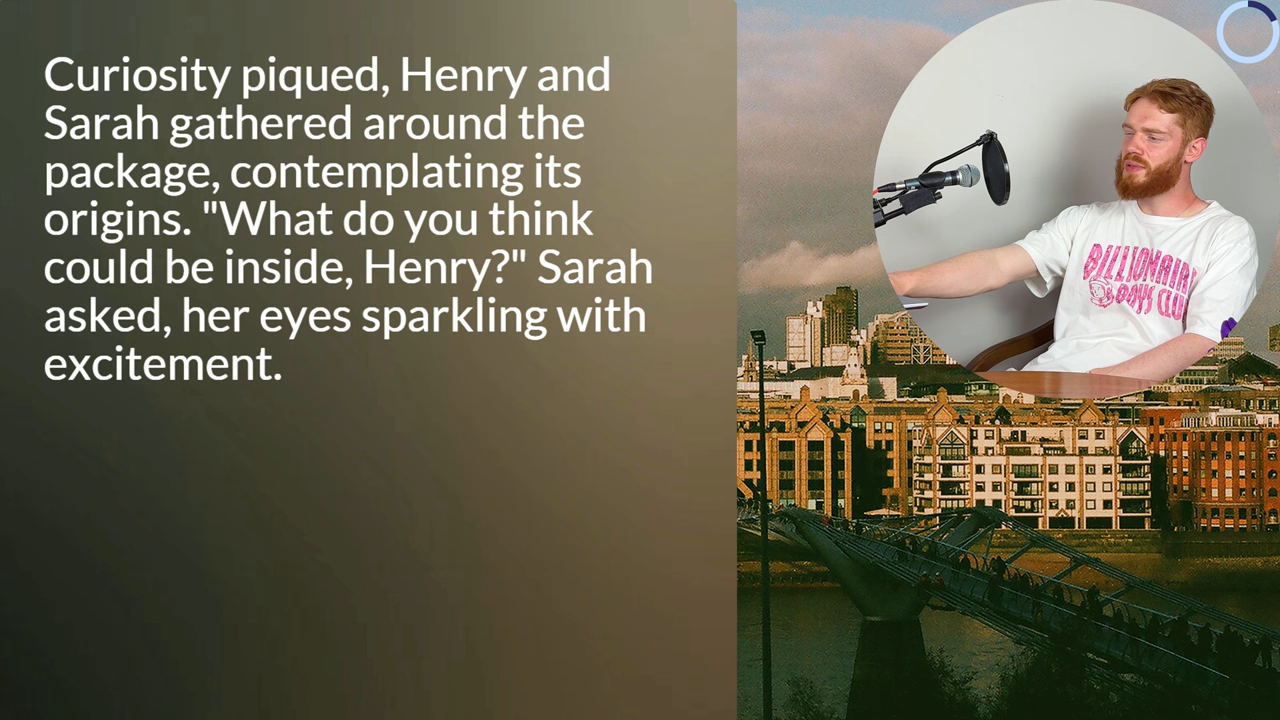 Curiosity piqued, Henry and
Sarah gathered around the
package, contemplating its
origins. "What do you think
could be inside, Henry?" Sarah
asked, her eyes sparkling with
excitement.
BILLIONAIRE
BOYS CLUB